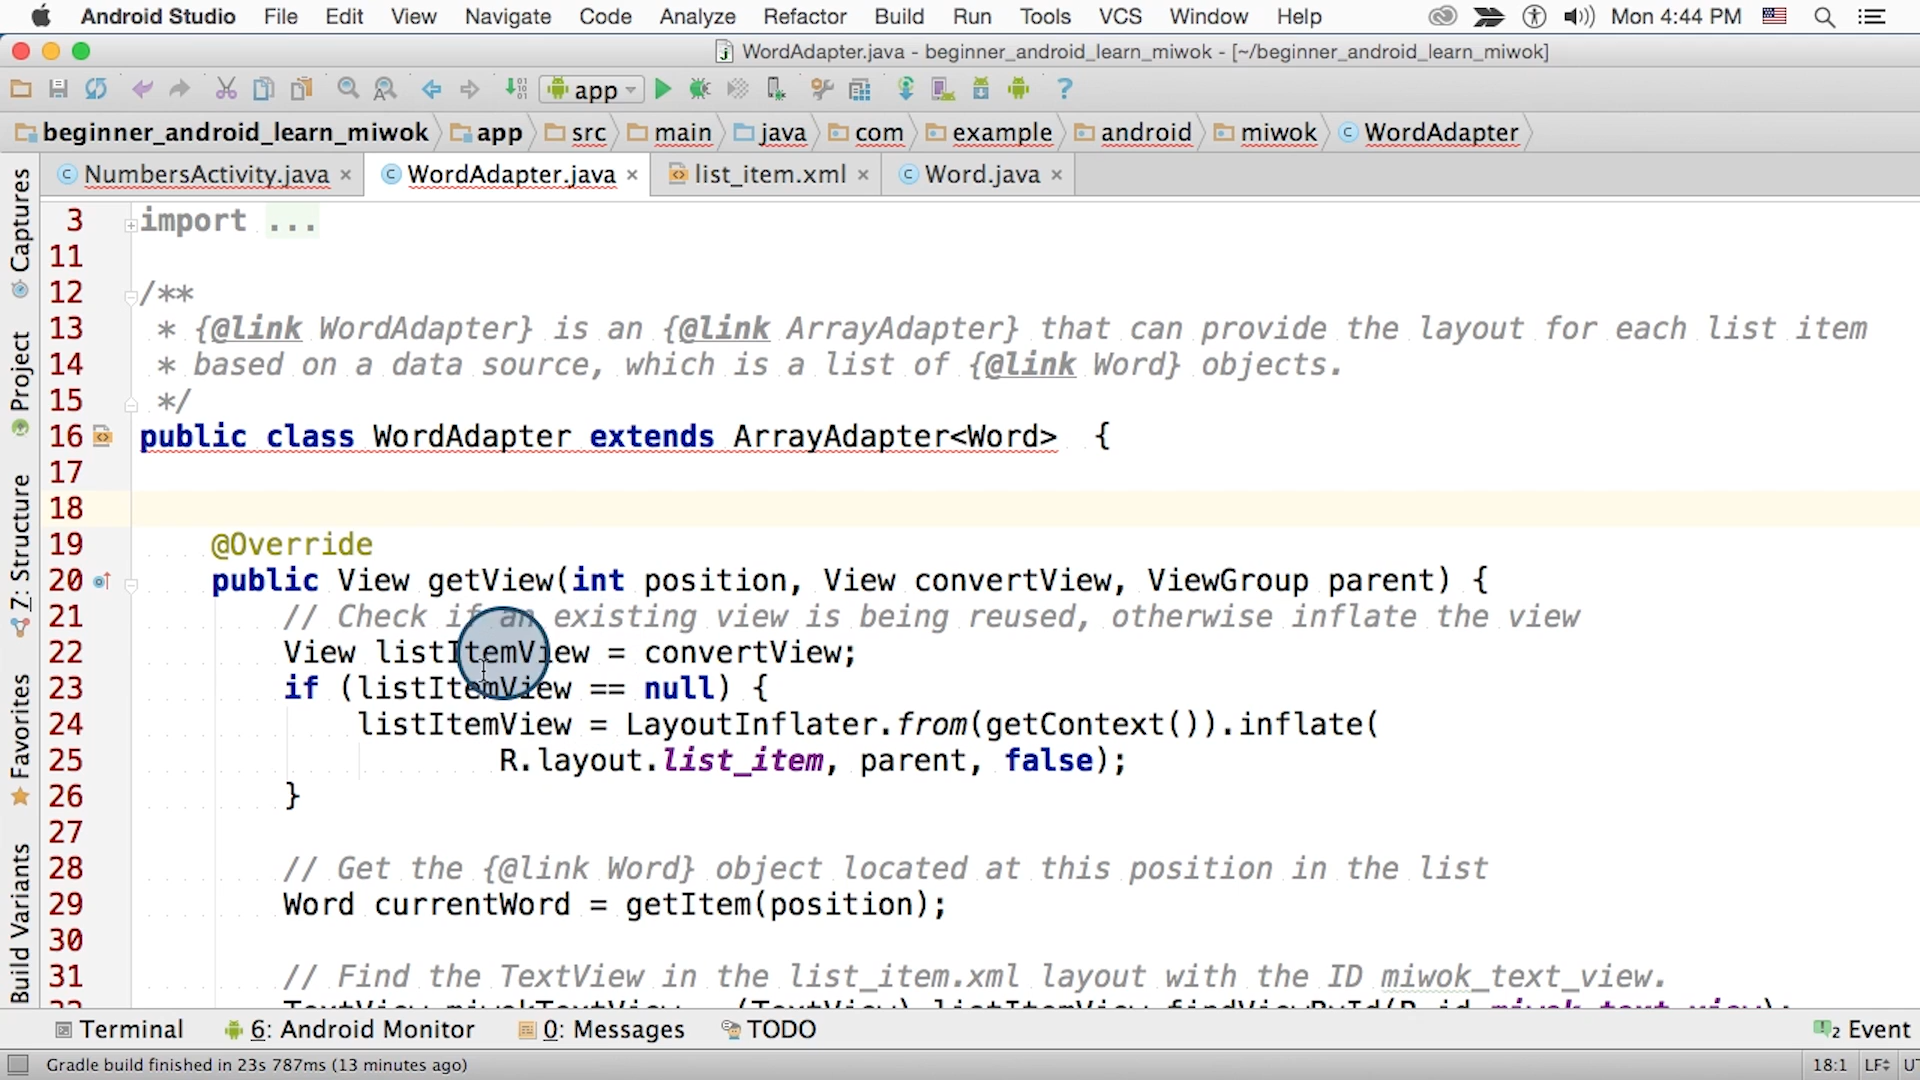 Android Studio File Edit View Navigate Code Analyze Refactor Build Run Tools VCS Window Help Mon 4:44 PM
WordAdapter.java - beginner_android_learn_miwok - [~/beginner_android_learn_miwok]
app
beginner_android_learn_miwok app src main java com example android miwok WordAdapter
NumbersActivity.java WordAdapter.java list_item.xml Word.java
Captures
Project
7: Structure
Favorites
Build Variants
3 import ...
11
12 /**
13 * {@link WordAdapter} is an {@link ArrayAdapter} that can provide the layout for each list item
14 * based on a data source, which is a list of {@link Word} objects.
15 */
16 public class WordAdapter extends ArrayAdapter<Word> {
17
18
19 @Override
20 public View getView(int position, View convertView, ViewGroup parent) {
21 // Check if an existing view is being reused, otherwise inflate the view
22 View listItemView = convertView;
23 if (listItemView == null) {
24 listItemView = LayoutInflater.from(getContext()).inflate(
25 R.layout.list_item, parent, false);
26 }
27
28 // Get the {@link Word} object located at this position in the list
29 Word currentWord = getItem(position);
30
31 // Find the TextView in the list_item.xml layout with the ID miwok_text_view.
Terminal 6: Android Monitor 0: Messages TODO 2 Event
Gradle build finished in 23s 787ms (13 minutes ago) 18:1 LF